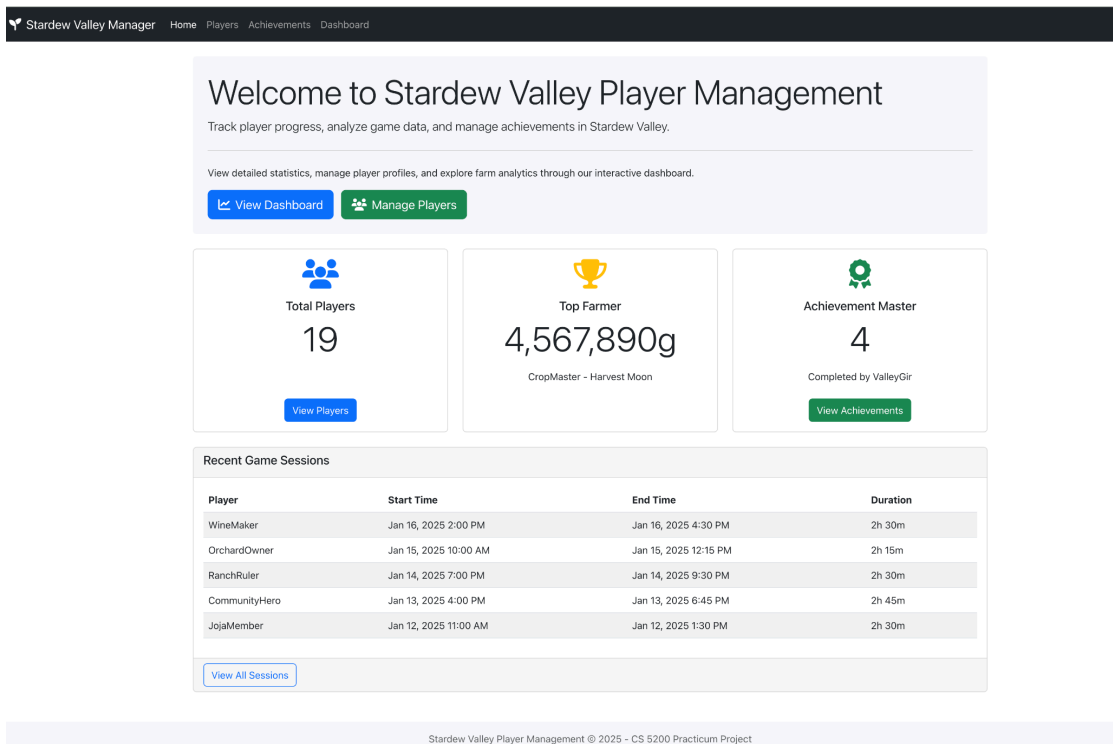 Stardew Valley Manager Home Players Achievements Dashboard
Welcome to Stardew Valley Player Management
Track player progress, analyze game data, and manage achievements in Stardew Valley.
View detailed statistics, manage player profiles, and explore farm analytics through our interactive dashboard.
View Dashboard Manage Players
Total Players
19
View Players
Top Farmer
4,567,890g
CropMaster - Harvest Moon
Achievement Master
4
Completed by ValleyGir
View Achievements
Recent Game Sessions
Player Start Time End Time Duration
WineMaker Jan 16, 2025 2:00 PM Jan 16, 2025 4:30 PM 2h 30m
OrchardOwner Jan 15, 2025 10:00 AM Jan 15, 2025 12:15 PM 2h 15m
RanchRuler Jan 14, 2025 7:00 PM Jan 14, 2025 9:30 PM 2h 30m
CommunityHero Jan 13, 2025 4:00 PM Jan 13, 2025 6:45 PM 2h 45m
JojaMember Jan 12, 2025 11:00 AM Jan 12, 2025 1:30 PM 2h 30m
View All Sessions
Stardew Valley Player Management © 2025 - CS 5200 Practicum Project